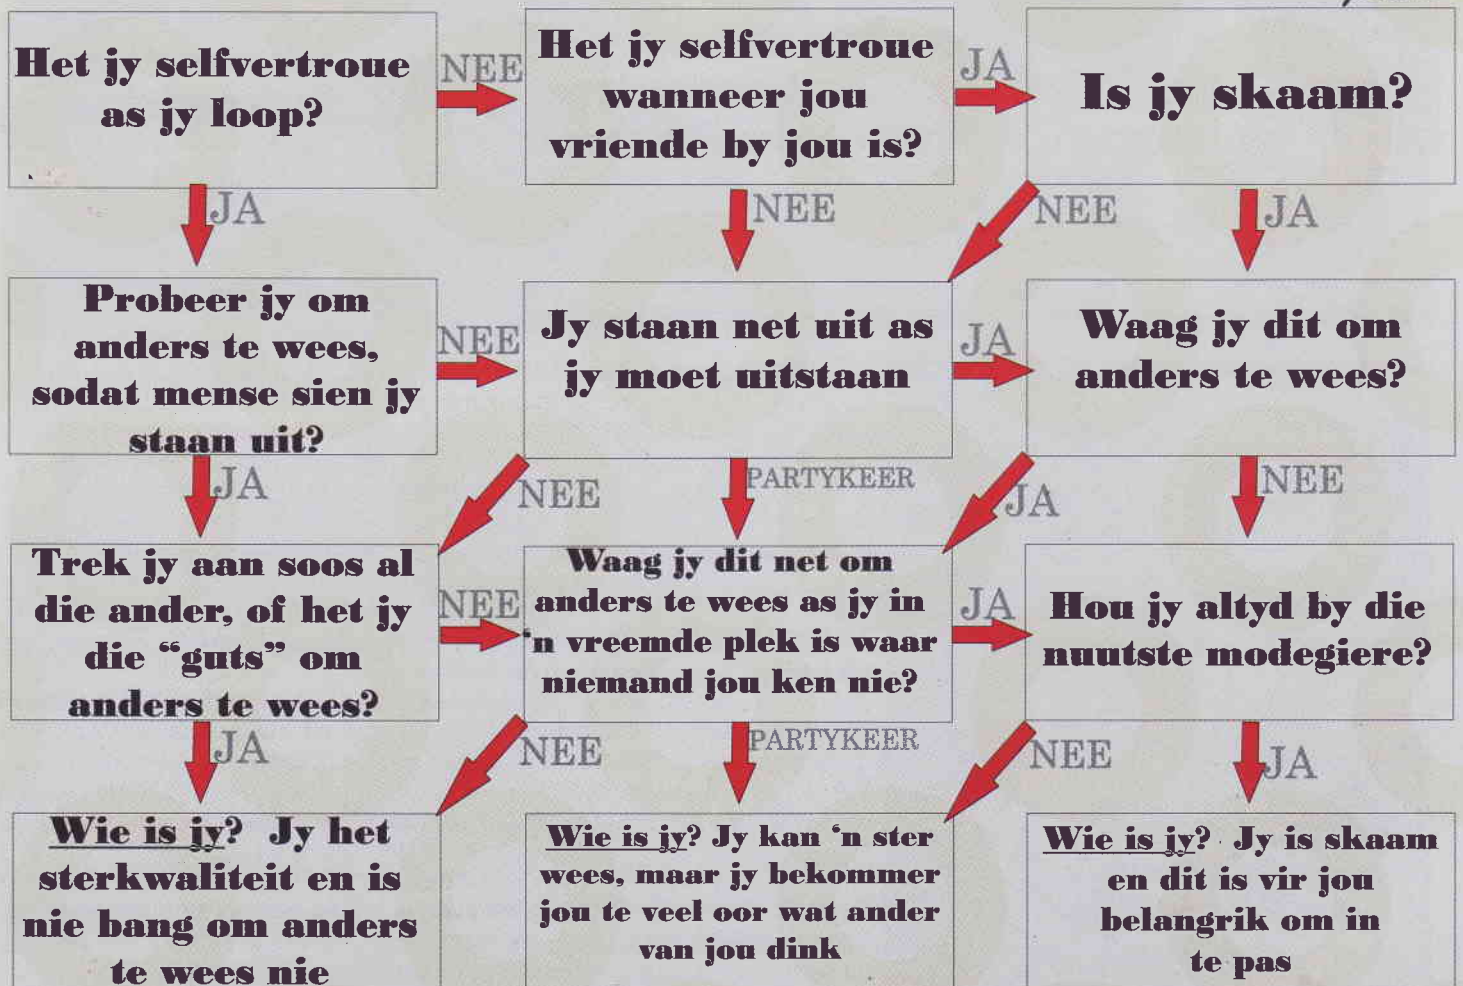 Het jy selfvertroue
as jy loop?
NEE
Het jy selfvertroue
wanneer jou
vriende by jou is?
JA
Is jy skaam?
JA
NEE
NEE
JA
Probeer jy om
anders te wees,
sodat mense sien jy
staan uit?
NEE
Jy staan net uit as
jy moet uitstaan
JA
Waag jy dit om
anders te wees?
JA
NEE
PARTYKEER
JA
NEE
Trek jy aan soos al
die ander, of het jy
die “guts” om
anders te wees?
NEE
Waag jy dit net om
anders te wees as jy in
‘n vreemde plek is waar
niemand jou ken nie?
JA
Hou jy altyd by die
nuutste modegiere?
JA
NEE
PARTYKEER
NEE
JA
Wie is jy? Jy het
sterkwaliteit en is
nie bang om anders
te wees nie
Wie is jy? Jy kan ‘n ster
wees, maar jy bekommer
jou te veel oor wat ander
van jou dink
Wie is jy? Jy is skaam
en dit is vir jou
belangrik om in
te pas